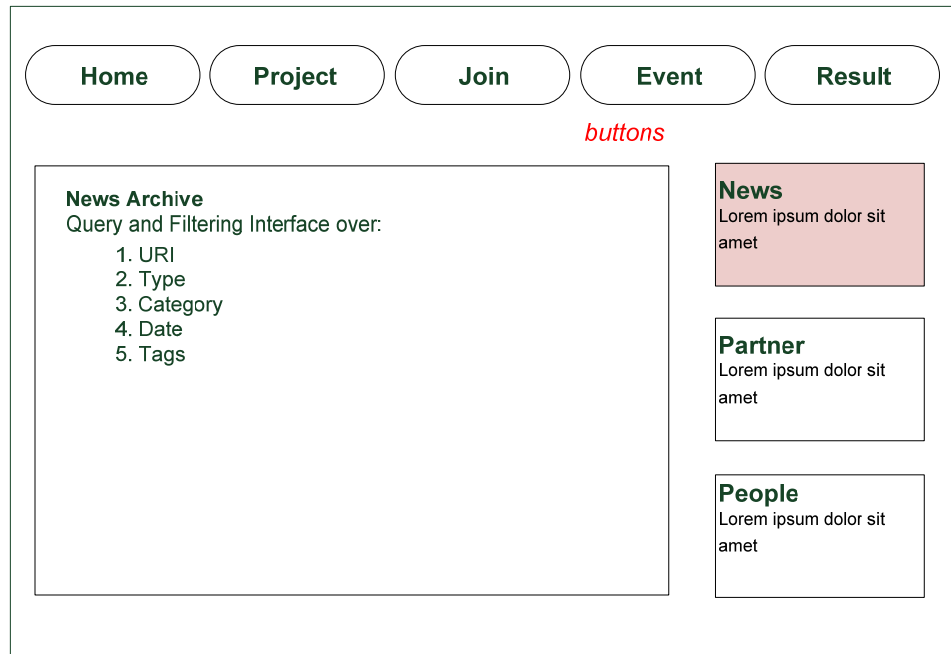 Home
Project
Join
Event
Result
buttons
News Archive
Query and Filtering Interface over:
1. URI
2. Type
3. Category
4. Date
5. Tags
News
Lorem ipsum dolor sit
amet
Partner
Lorem ipsum dolor sit
amet
People
Lorem ipsum dolor sit
amet